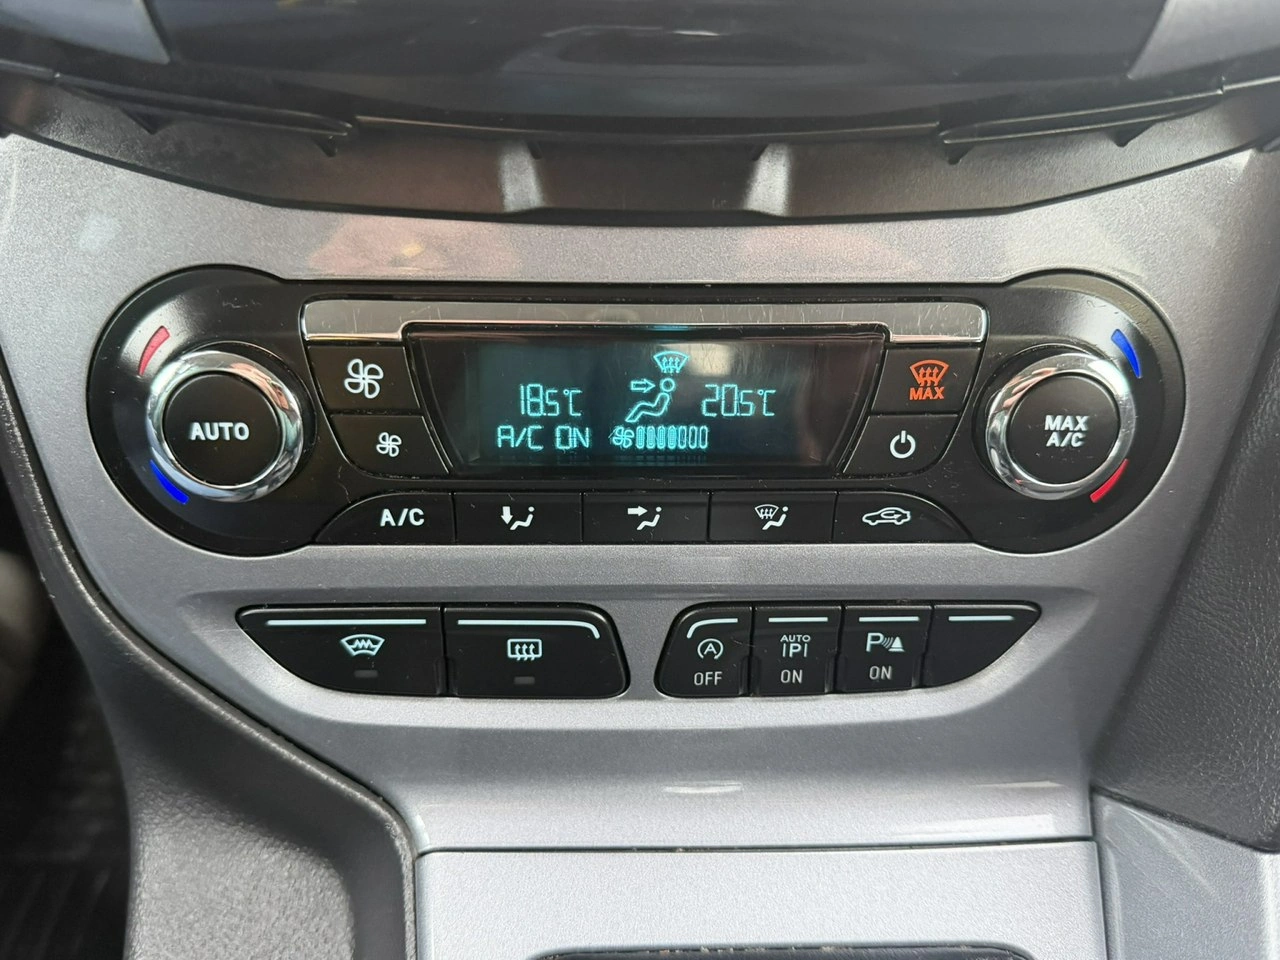 18.5°C 20.5°C
A/C ON
AUTO
MAX
MAX
A/C
A/C
OFF
AUTO
P
ON
P
ON